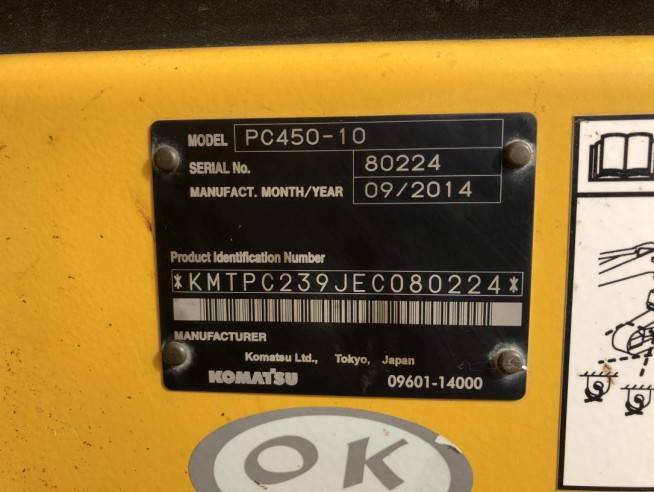 MODEL PC450-10
SERIAL No. 80224
MANUFACT. MONTH/YEAR 09/2014
Product Identification Number
*KMTPC239JEC080224*
MANUFACTURER
Komatsu Ltd., Tokyo, Japan
KOMATSU 09601-14000
OK